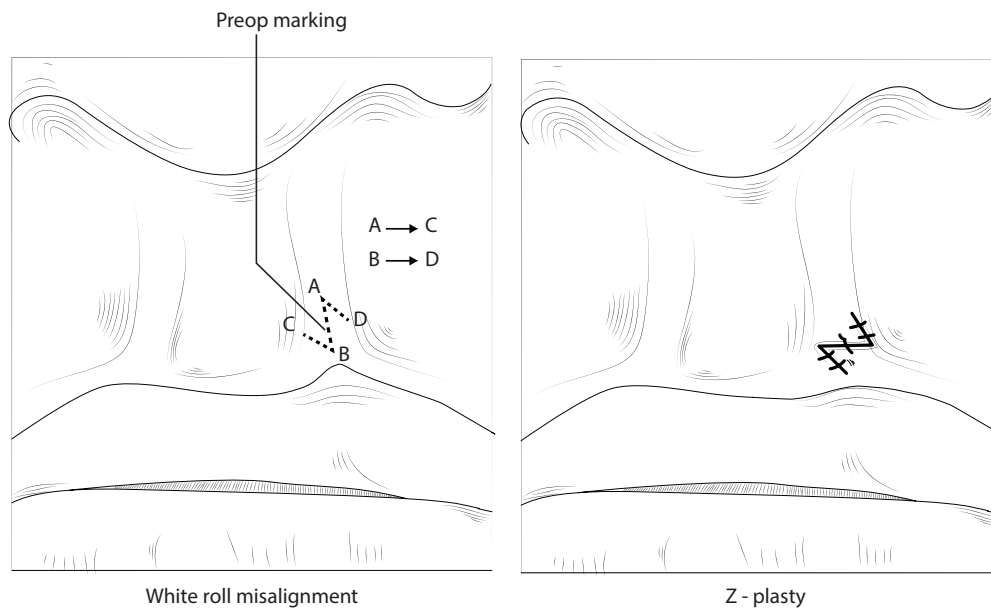 Preop marking
A → C
B → D
A
C D
B
White roll misalignment
Z - plasty